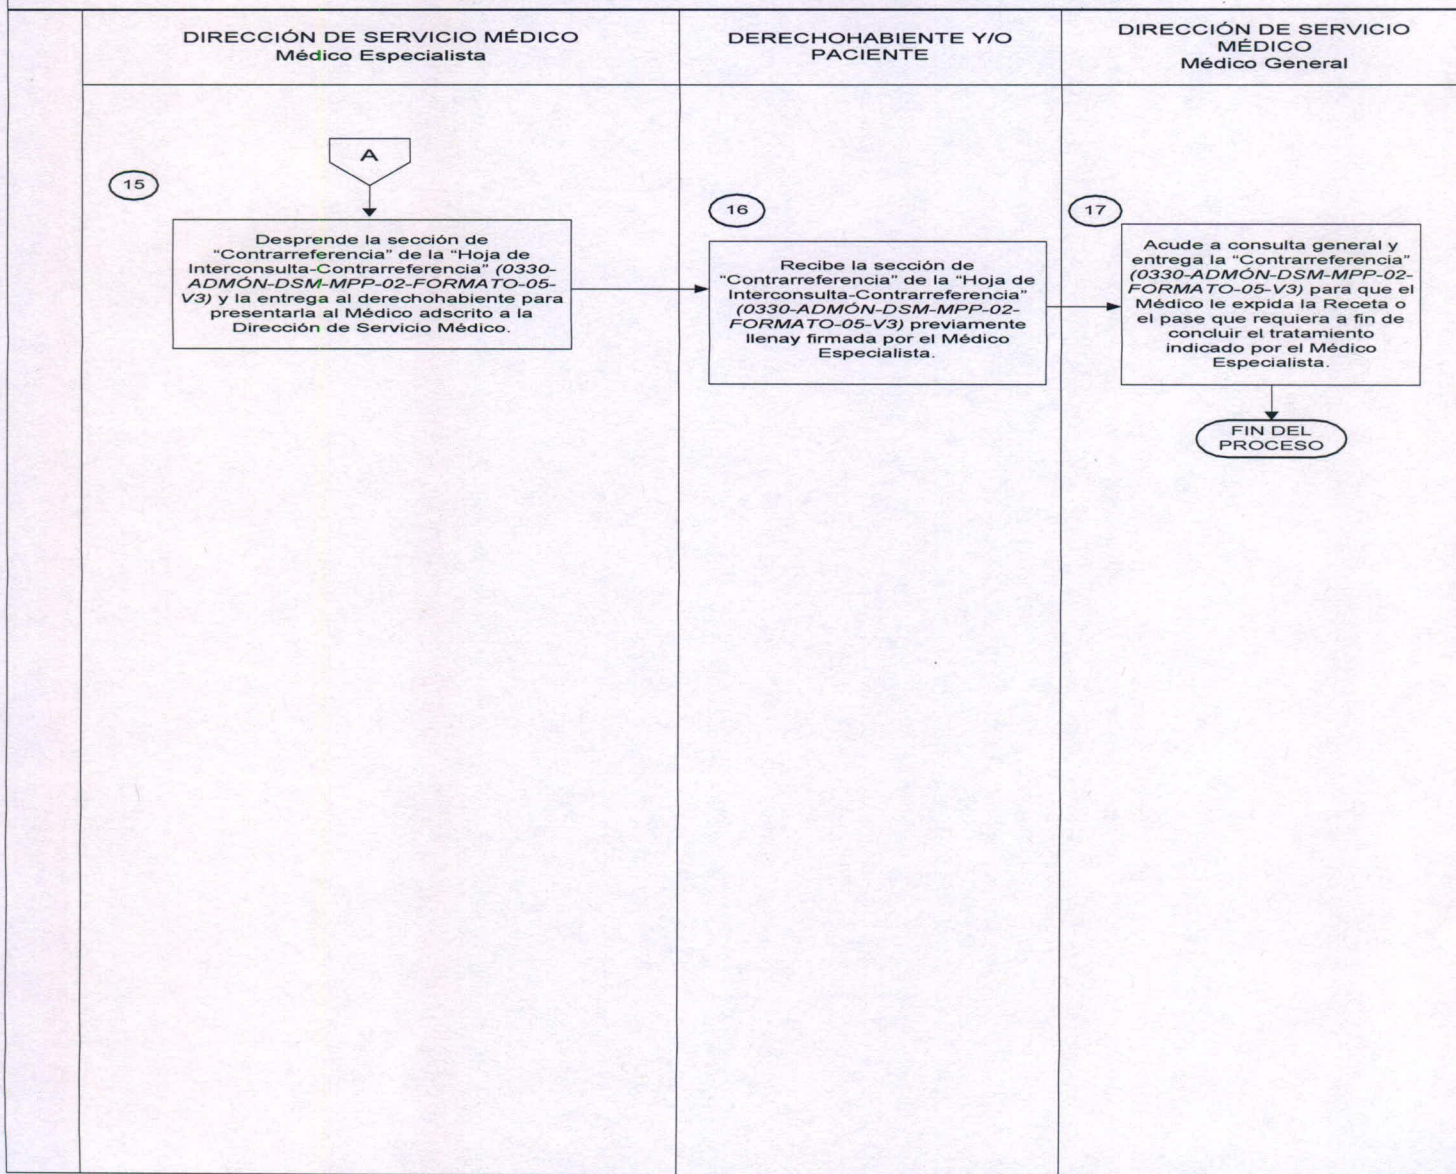 DIRECCIÓN DE SERVICIO MÉDICO
Médico Especialista
DERECHOHABIENTE Y/O
PACIENTE
DIRECCIÓN DE SERVICIO
MÉDICO
Médico General
A
15
Desprende la sección de
“Contrarreferencia” de la “Hoja de
Interconsulta-Contrarreferencia” (0330-
ADMÓN-DSM-MPP-02-FORMATO-05-
V3) y la entrega al derechohabiente para
presentarla al Médico adscrito a la
Dirección de Servicio Médico.
16
Recibe la sección de
“Contrarreferencia” de la “Hoja de
Interconsulta-Contrarreferencia”
(0330-ADMÓN-DSM-MPP-02-
FORMATO-05-V3) previamente
llenay firmada por el Médico
Especialista.
17
Acude a consulta general y
entrega la “Contrarreferencia”
(0330-ADMÓN-DSM-MPP-02-
FORMATO-05-V3) para que el
Médico le expida la Receta o
el pase que requiera a fin de
concluir el tratamiento
indicado por el Médico
Especialista.
FIN DEL
PROCESO